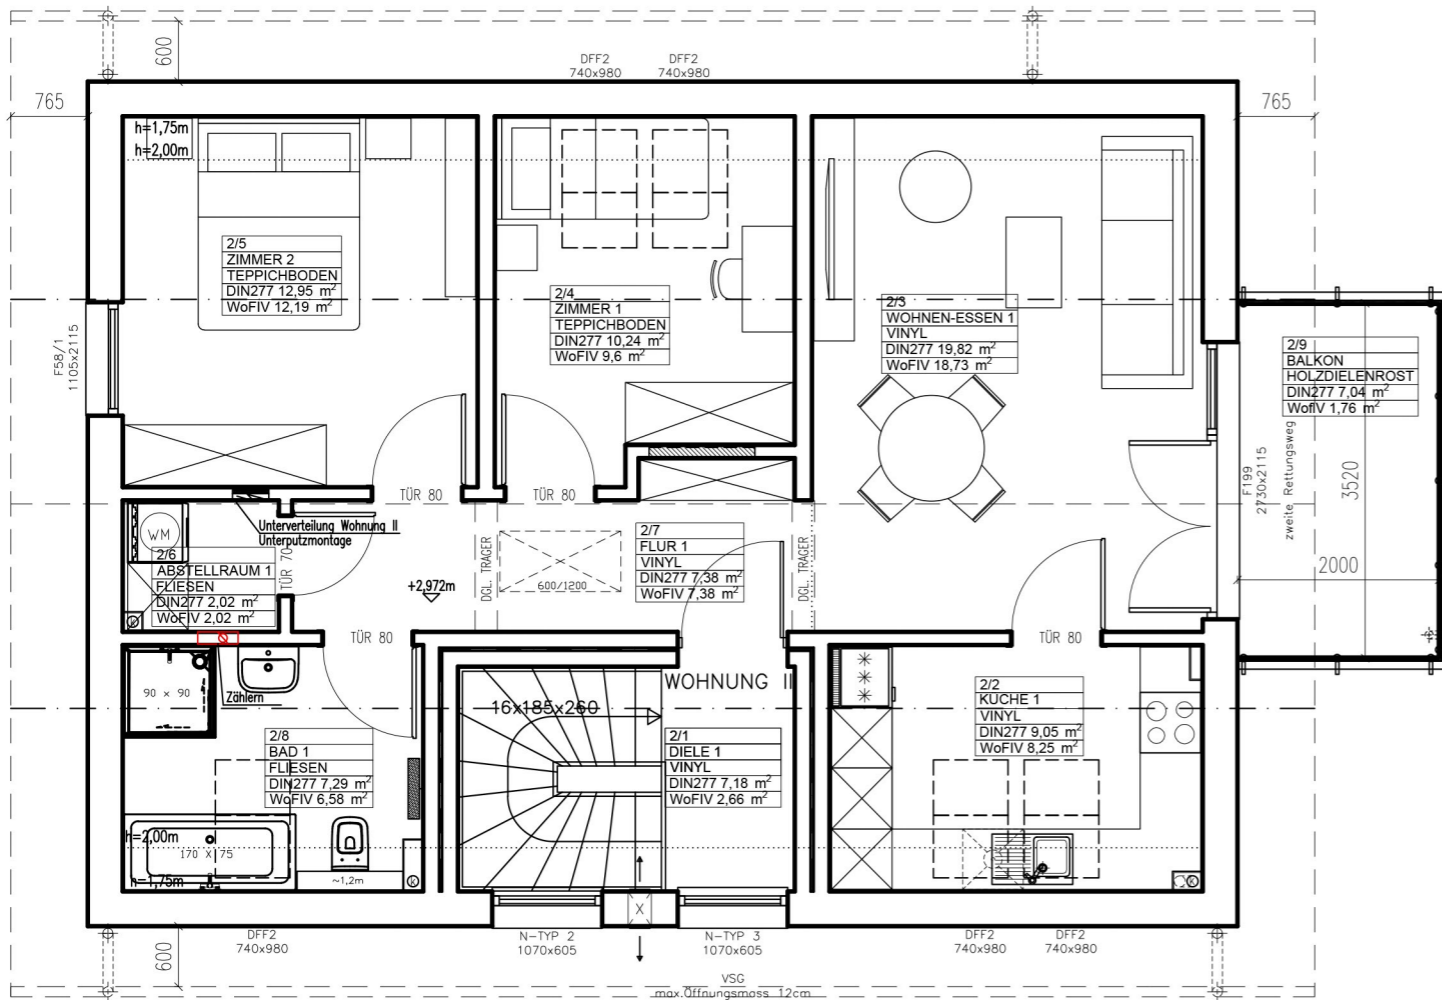 600
DFF2
740x980
DFF2
740x980
765
765
h=1,75m
h=2,00m
2/5
ZIMMER 2
TEPPICHBODEN
DIN277 12,95 m²
WoFIV 12,19 m²
2/4
ZIMMER 1
TEPPICHBODEN
DIN277 10,24 m²
WoFIV 9,6 m²
2/3
WOHNEN-ESSEN 1
VINYL
DIN277 19,82 m²
WoFIV 18,73 m²
2/9
BALKON
HOLZDIELENROST
DIN277 7,04 m²
WofIV 1,76 m²
F58/1
1105x2115
F199
2730x2115
zweite Rettungsweg
3520
2000
TÜR 80
TÜR 80
Unterverteilung Wohnung II
Unterputzmontage
WM
2/6
ABSTELLRAUM 1
FLIESEN
DIN277 2,02 m²
WoFIV 2,02 m²
K
TÜR 70
+2,972m
DGL. TRÄGER
600/1200
2/7
FLUR 1
VINYL
DIN277 7,38 m²
WoFIV 7,38 m²
DGL. TRÄGER
TÜR 80
TÜR 80
90 x 90
Zählern
WOHNUNG II
16x185x260
2/8
BAD 1
FLIESEN
DIN277 7,29 m²
WoFIV 6,58 m²
2/1
DIELE 1
VINYL
DIN277 7,18 m²
WoFIV 2,66 m²
2/2
KÜCHE 1
VINYL
DIN277 9,05 m²
WoFIV 8,25 m²
h=2,00m
170 X 75
h=1,75m
~1,2m
K
K
X
600
DFF2
740x980
N-TYP 2
1070x605
N-TYP 3
1070x605
DFF2
740x980
DFF2
740x980
VSG
max.Öffnungsmass 12cm